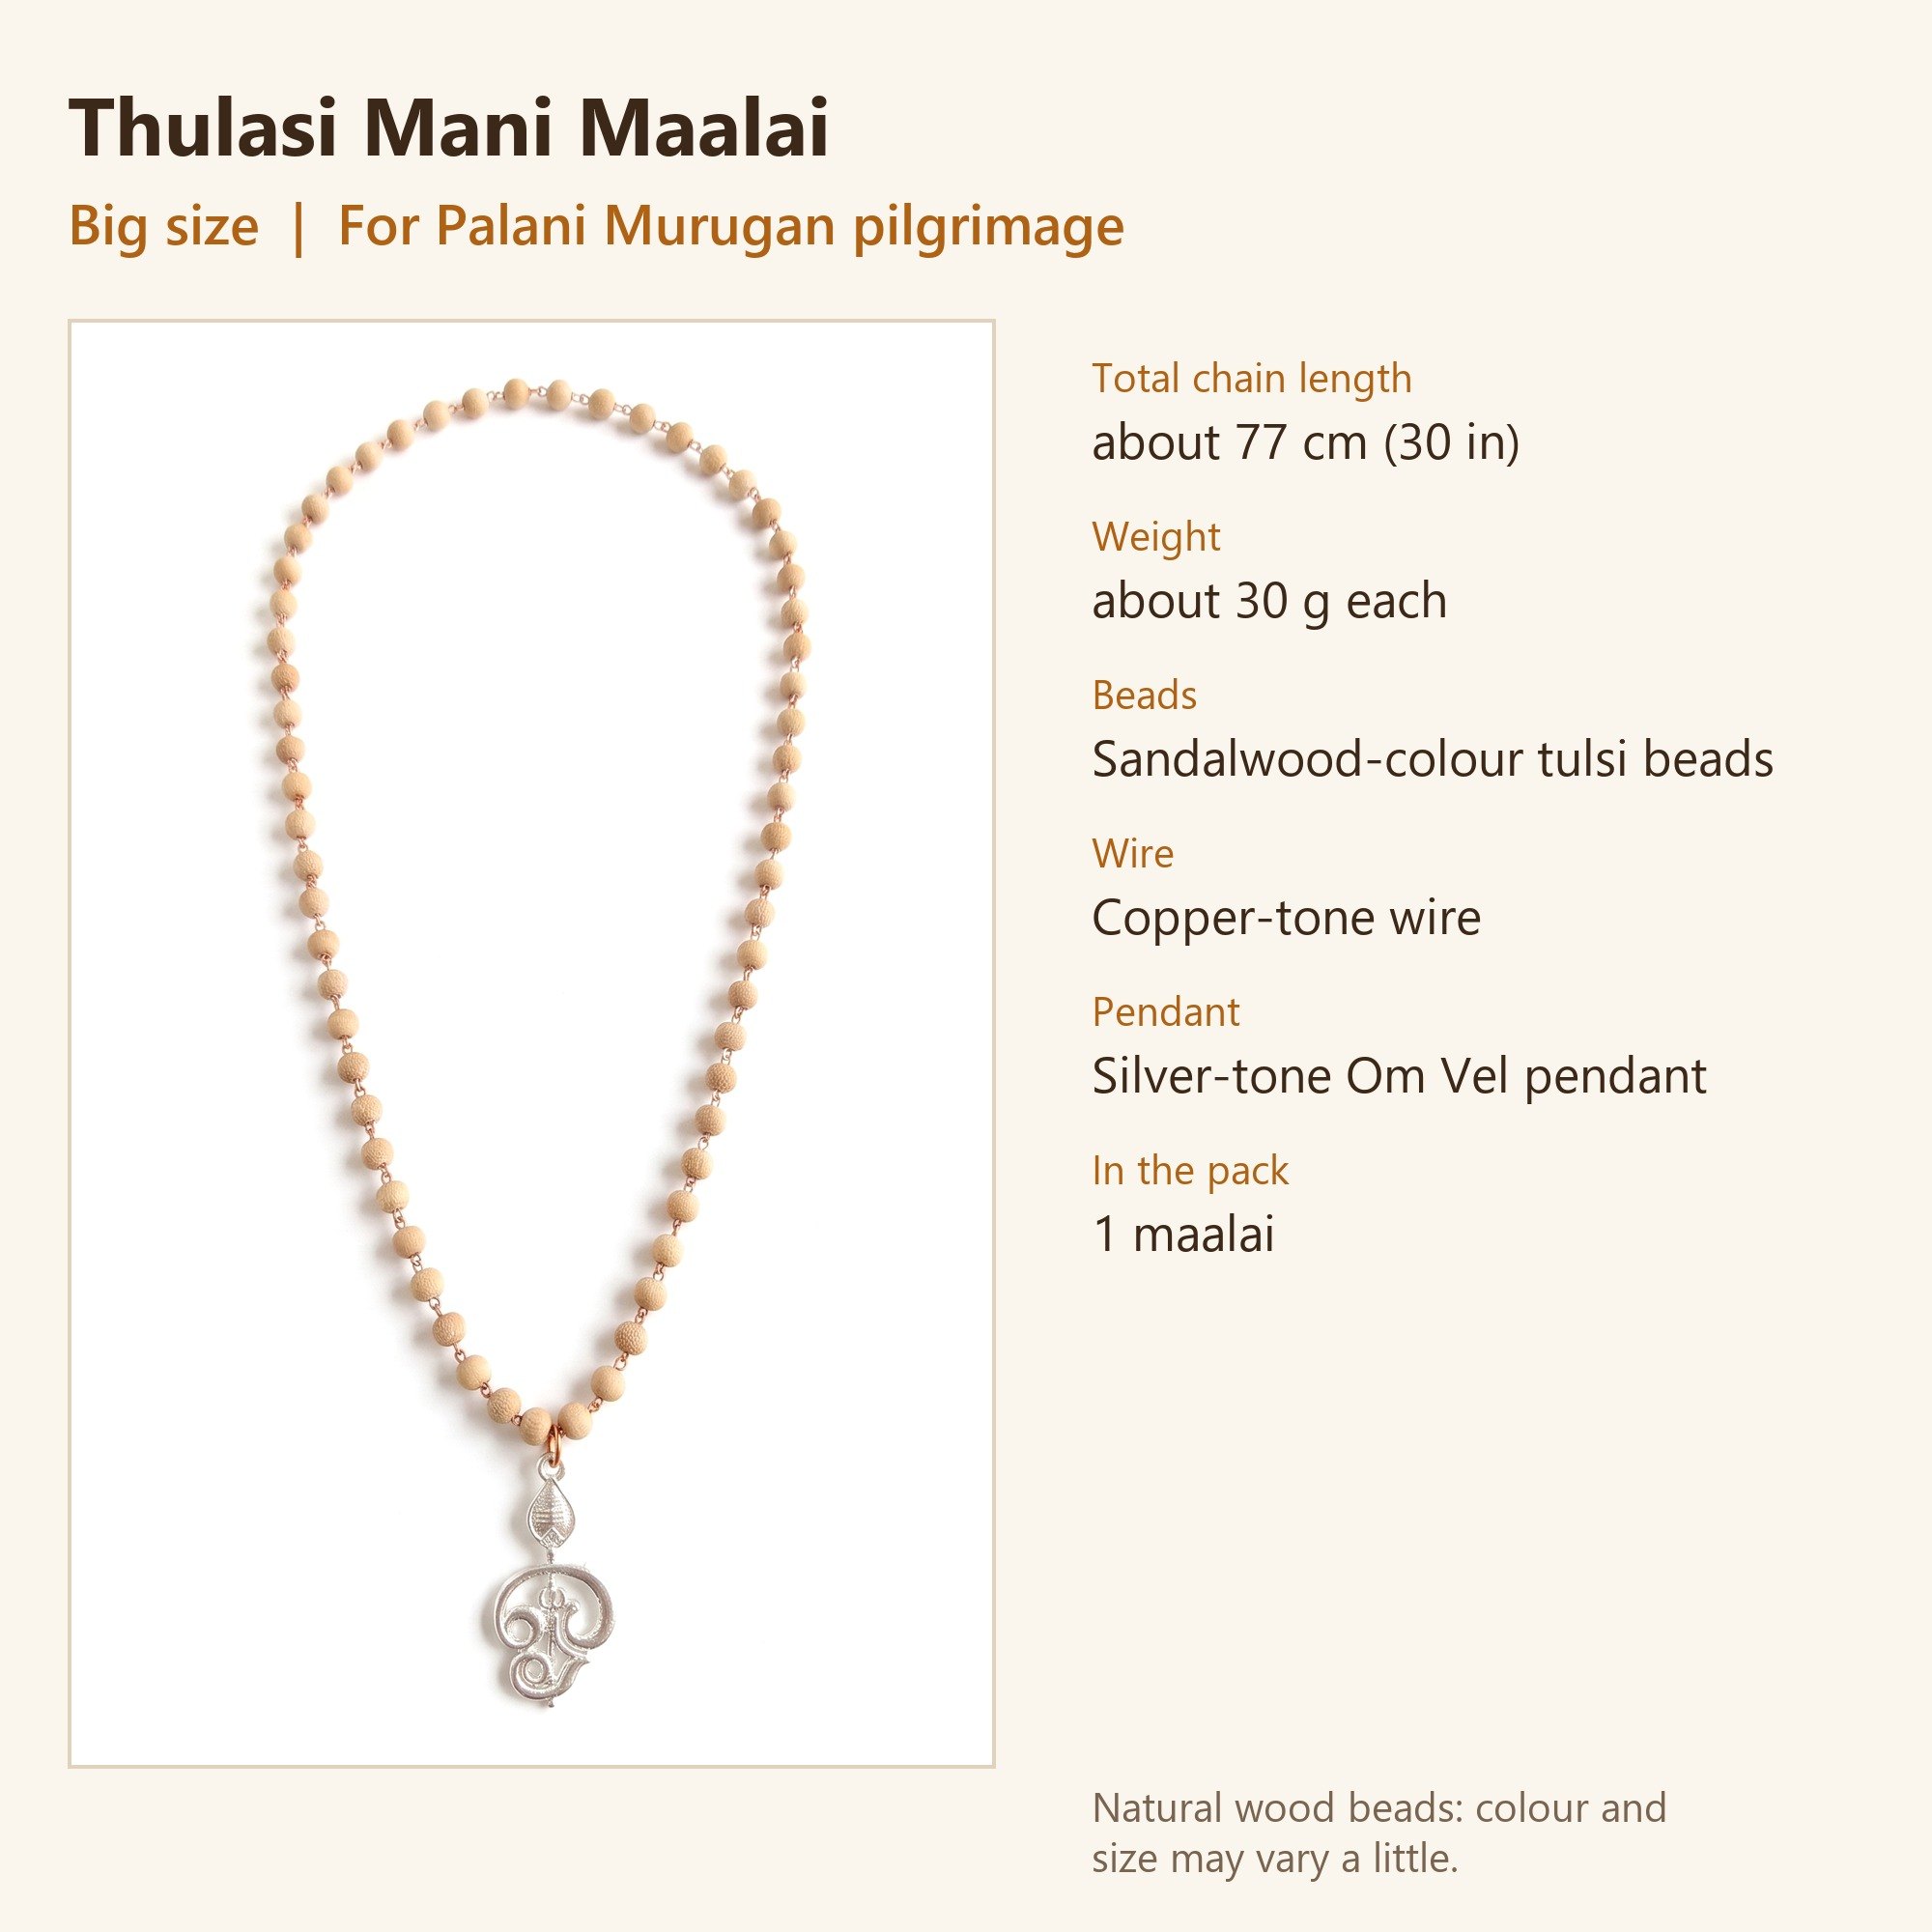 Thulasi Mani Maalai
Big size | For Palani Murugan pilgrimage
Total chain length
about 77 cm (30 in)
Weight
about 30 g each
Beads
Sandalwood-colour tulsi beads
Wire
Copper-tone wire
Pendant
Silver-tone Om Vel pendant
In the pack
1 maalai
Natural wood beads: colour and
size may vary a little.